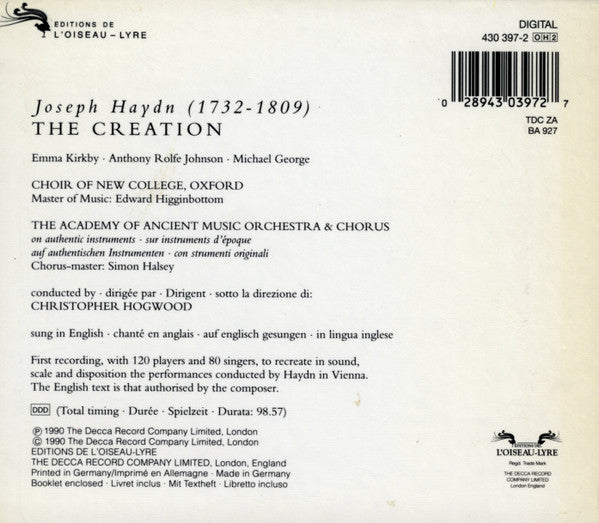 EDITIONS DE
L'OISEAU-LYRE
DIGITAL
430 397-2 OH2
0 28943 03972 7
TDC ZA
BA 927
Joseph Haydn (1732-1809)
THE CREATION
Emma Kirkby · Anthony Rolfe Johnson · Michael George
CHOIR OF NEW COLLEGE, OXFORD
Master of Music: Edward Higginbottom
THE ACADEMY OF ANCIENT MUSIC ORCHESTRA & CHORUS
on authentic instruments · sur instruments d'époque
auf authentischen Instrumenten · con strumenti originali
Chorus-master: Simon Halsey
conducted by · dirigée par · Dirigent · sotto la direzione di:
CHRISTOPHER HOGWOOD
sung in English · chanté en anglais · auf englisch gesungen · in lingua inglese
First recording, with 120 players and 80 singers, to recreate in sound,
scale and disposition the performances conducted by Haydn in Vienna.
The English text is that authorised by the composer.
DDD (Total timing · Durée · Spielzeit · Durata: 98.57)
℗ 1990 The Decca Record Company Limited, London
© 1990 The Decca Record Company Limited, London
EDITIONS DE L'OISEAU-LYRE
THE DECCA RECORD COMPANY LIMITED, London, England
Printed in Germany/Imprimé en Allemagne · Made in Germany
Booklet enclosed · Livret inclus · Mit Textheft · Libretto incluso
EDITIONS DE
L'OISEAU-LYRE
Regd. Trade Mark
THE DECCA RECORD
COMPANY LIMITED
London England